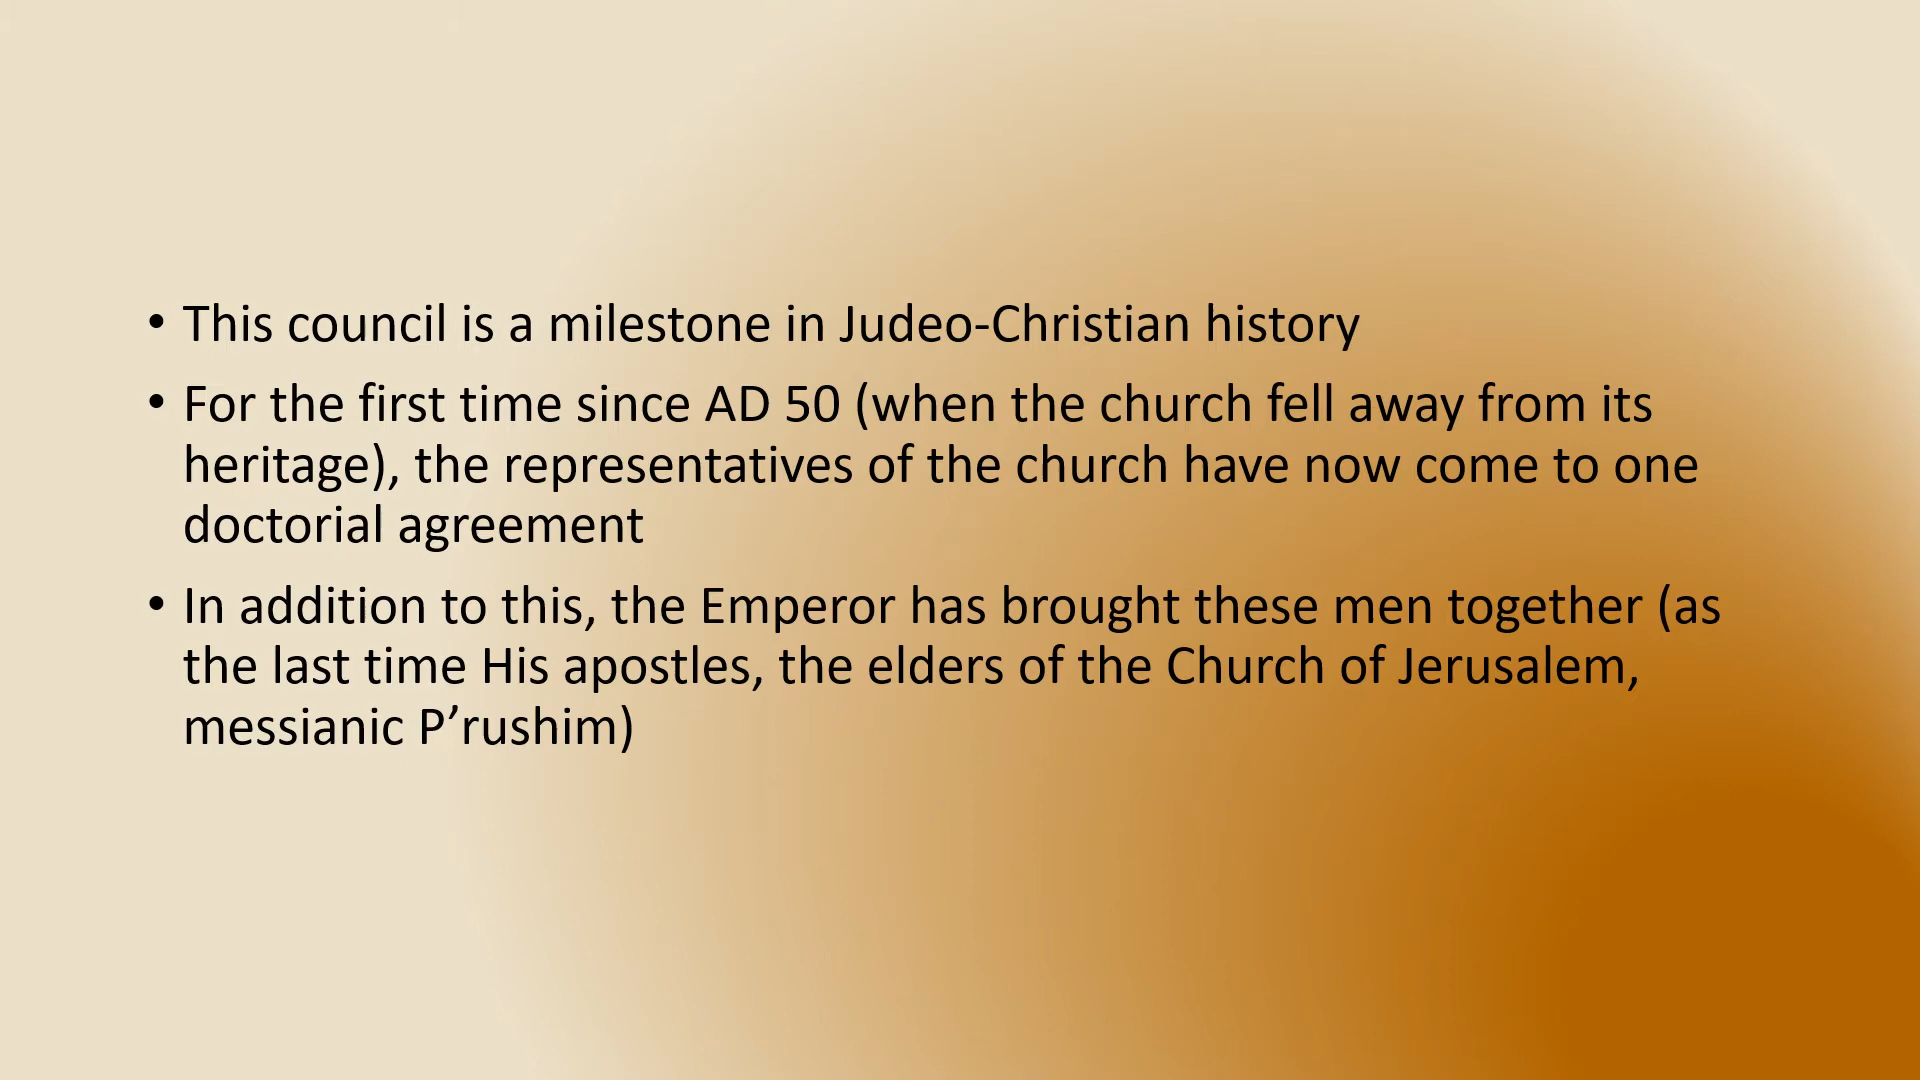 • This council is a milestone in Judeo-Christian history
• For the first time since AD 50 (when the church fell away from its
heritage), the representatives of the church have now come to one
doctorial agreement
• In addition to this, the Emperor has brought these men together (as
the last time His apostles, the elders of the Church of Jerusalem,
messianic P’rushim)